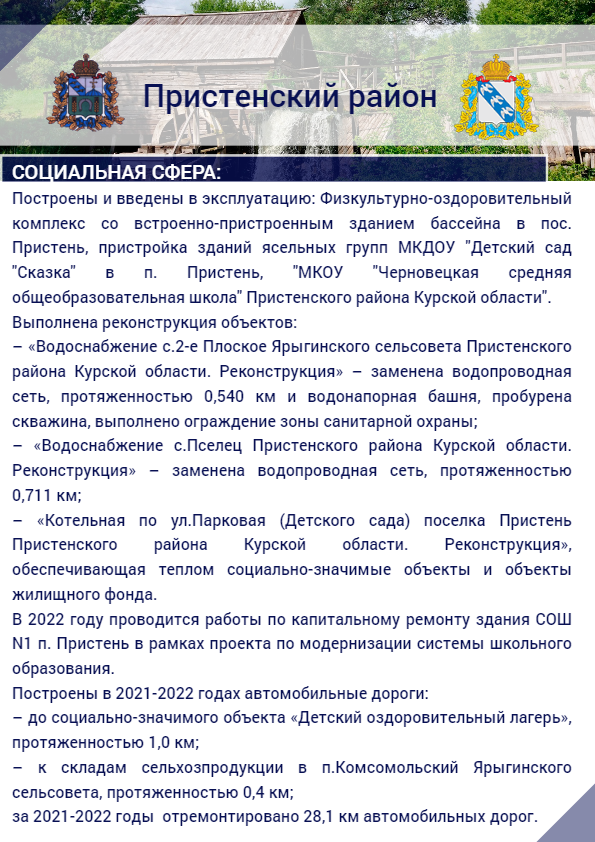 Пристенский район
СОЦИАЛЬНАЯ СФЕРА:
Построены и введены в эксплуатацию: Физкультурно-оздоровительный
комплекс со встроенно-пристроенным зданием бассейна в пос.
Пристень, пристройка зданий ясельных групп МКДОУ "Детский сад
"Сказка" в п. Пристень, "МКОУ "Черновецкая средняя
общеобразовательная школа" Пристенского района Курской области".
Выполнена реконструкция объектов:
– «Водоснабжение с.2-е Плоское Ярыгинского сельсовета Пристенского
района Курской области. Реконструкция» – заменена водопроводная
сеть, протяженностью 0,540 км и водонапорная башня, пробурена
скважина, выполнено ограждение зоны санитарной охраны;
– «Водоснабжение с.Пселец Пристенского района Курской области.
Реконструкция» – заменена водопроводная сеть, протяженностью
0,711 км;
– «Котельная по ул.Парковая (Детского сада) поселка Пристень
Пристенского района Курской области. Реконструкция»,
обеспечивающая теплом социально-значимые объекты и объекты
жилищного фонда.
В 2022 году проводится работы по капитальному ремонту здания СОШ
N1 п. Пристень в рамках проекта по модернизации системы школьного
образования.
Построены в 2021-2022 годах автомобильные дороги:
– до социально-значимого объекта «Детский оздоровительный лагерь»,
протяженностью 1,0 км;
– к складам сельхозпродукции в п.Комсомольский Ярыгинского
сельсовета, протяженностью 0,4 км;
за 2021-2022 годы отремонтировано 28,1 км автомобильных дорог.